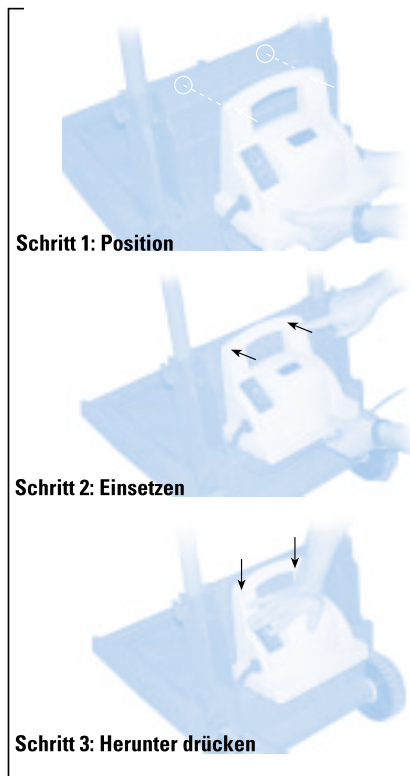 Schritt 1: Position
Schritt 2: Einsetzen
Schritt 3: Herunter drücken